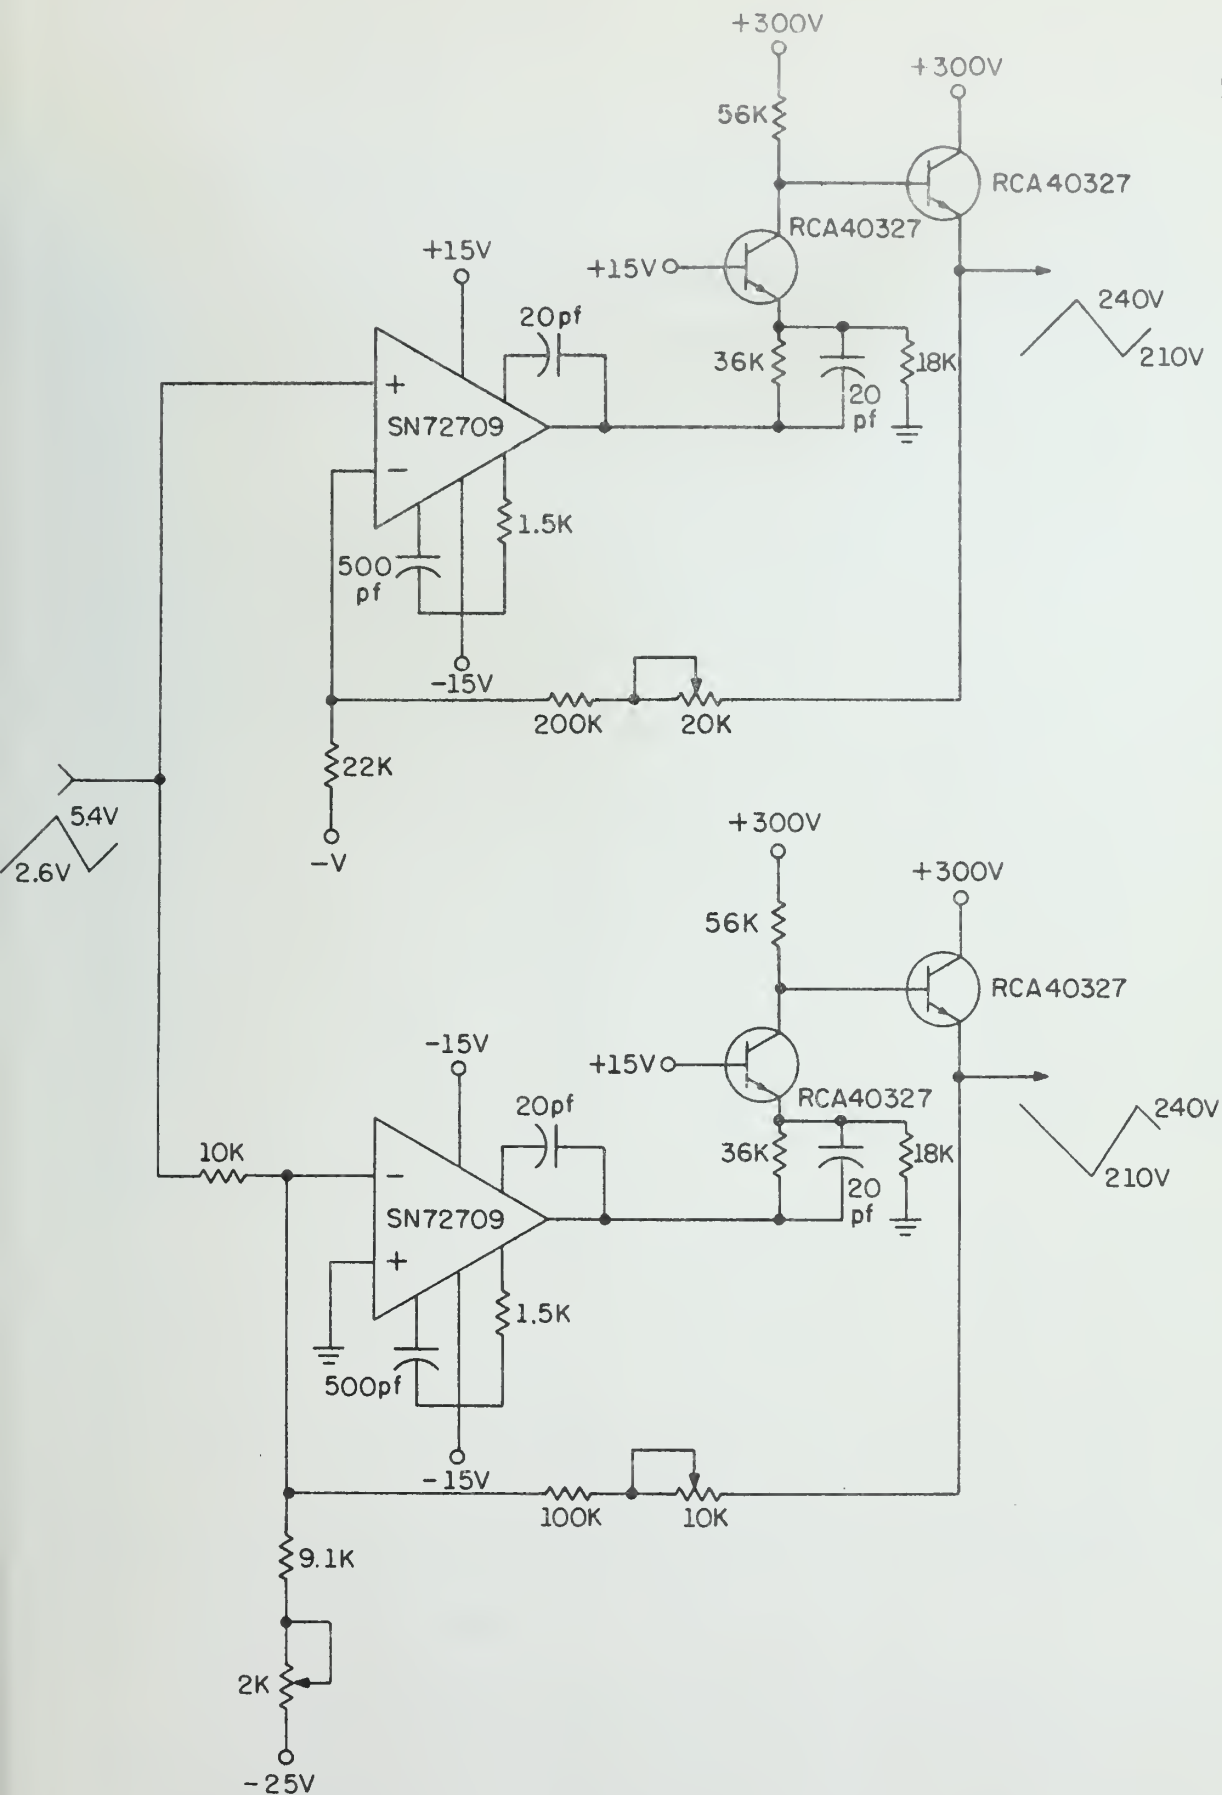 +300V
+300V
56K
RCA40327
RCA40327
+15V
+15V
20pf
240V
36K
18K
210V
+
SN72709
20
pf
−
1.5K
500
pf
-15V
200K
20K
22K
5.4V
+300V
-V
2.6V
+300V
56K
RCA40327
-15V
+15V
20pf
RCA40327
240V
10K
36K
18K
−
20
pf
210V
SN72709
+
1.5K
500pf
-15V
100K
10K
9.1K
2K
-25V